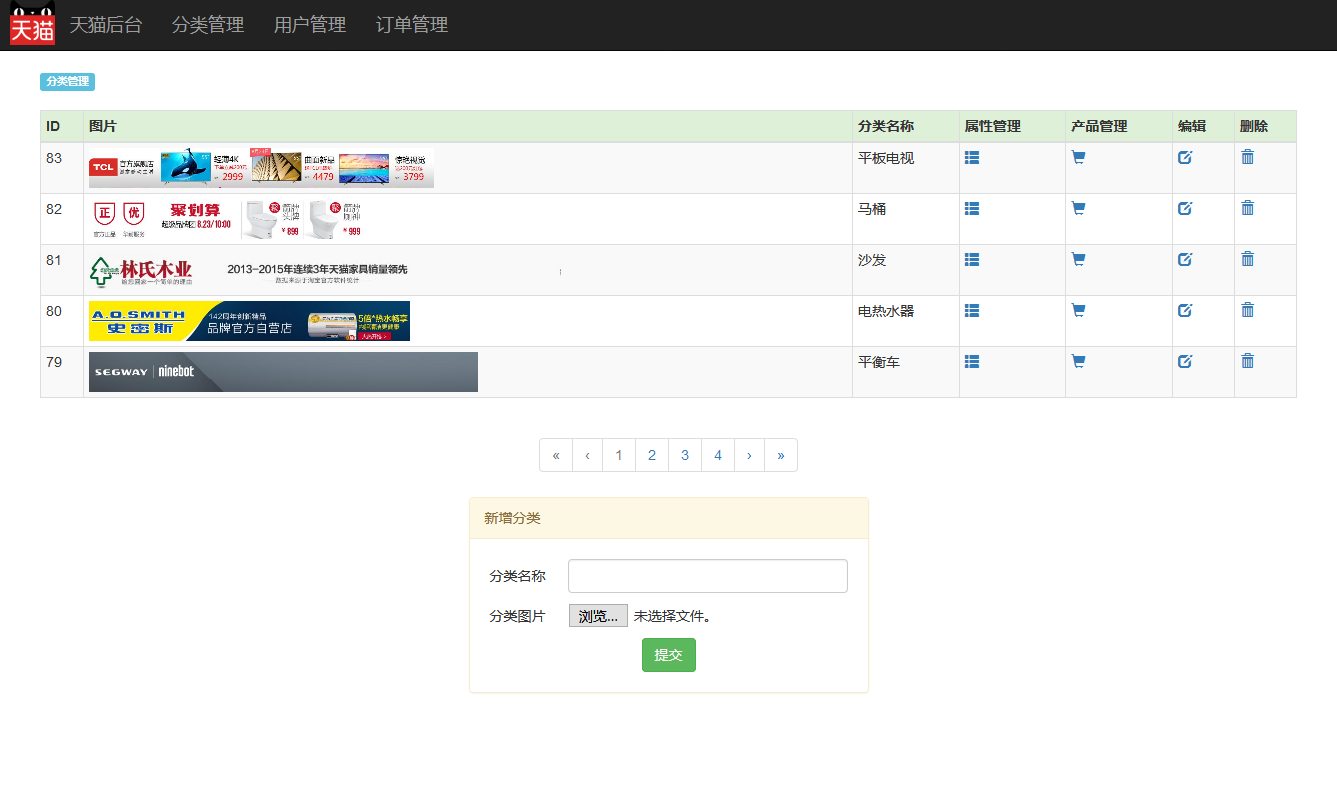 天猫 天猫后台 分类管理 用户管理 订单管理
分类管理
ID 图片 分类名称 属性管理 产品管理 编辑 删除
83 TCL 官方旗舰店 轻薄4K 2999 曲面新品 4479 惊艳视觉 3799 平板电视
82 正 优 聚划算 8.23/10:00 ¥899 ¥999 马桶
81 林氏木业 2013-2015年连续3年天猫家具销量领先 沙发
80 A.O.SMITH 史密斯 142周年创新精品 品牌官方自营店 5倍*热水畅享 电热水器
79 SEGWAY ninebot 平衡车
« ‹ 1 2 3 4 › »
新增分类
分类名称
分类图片 浏览... 未选择文件。
提交